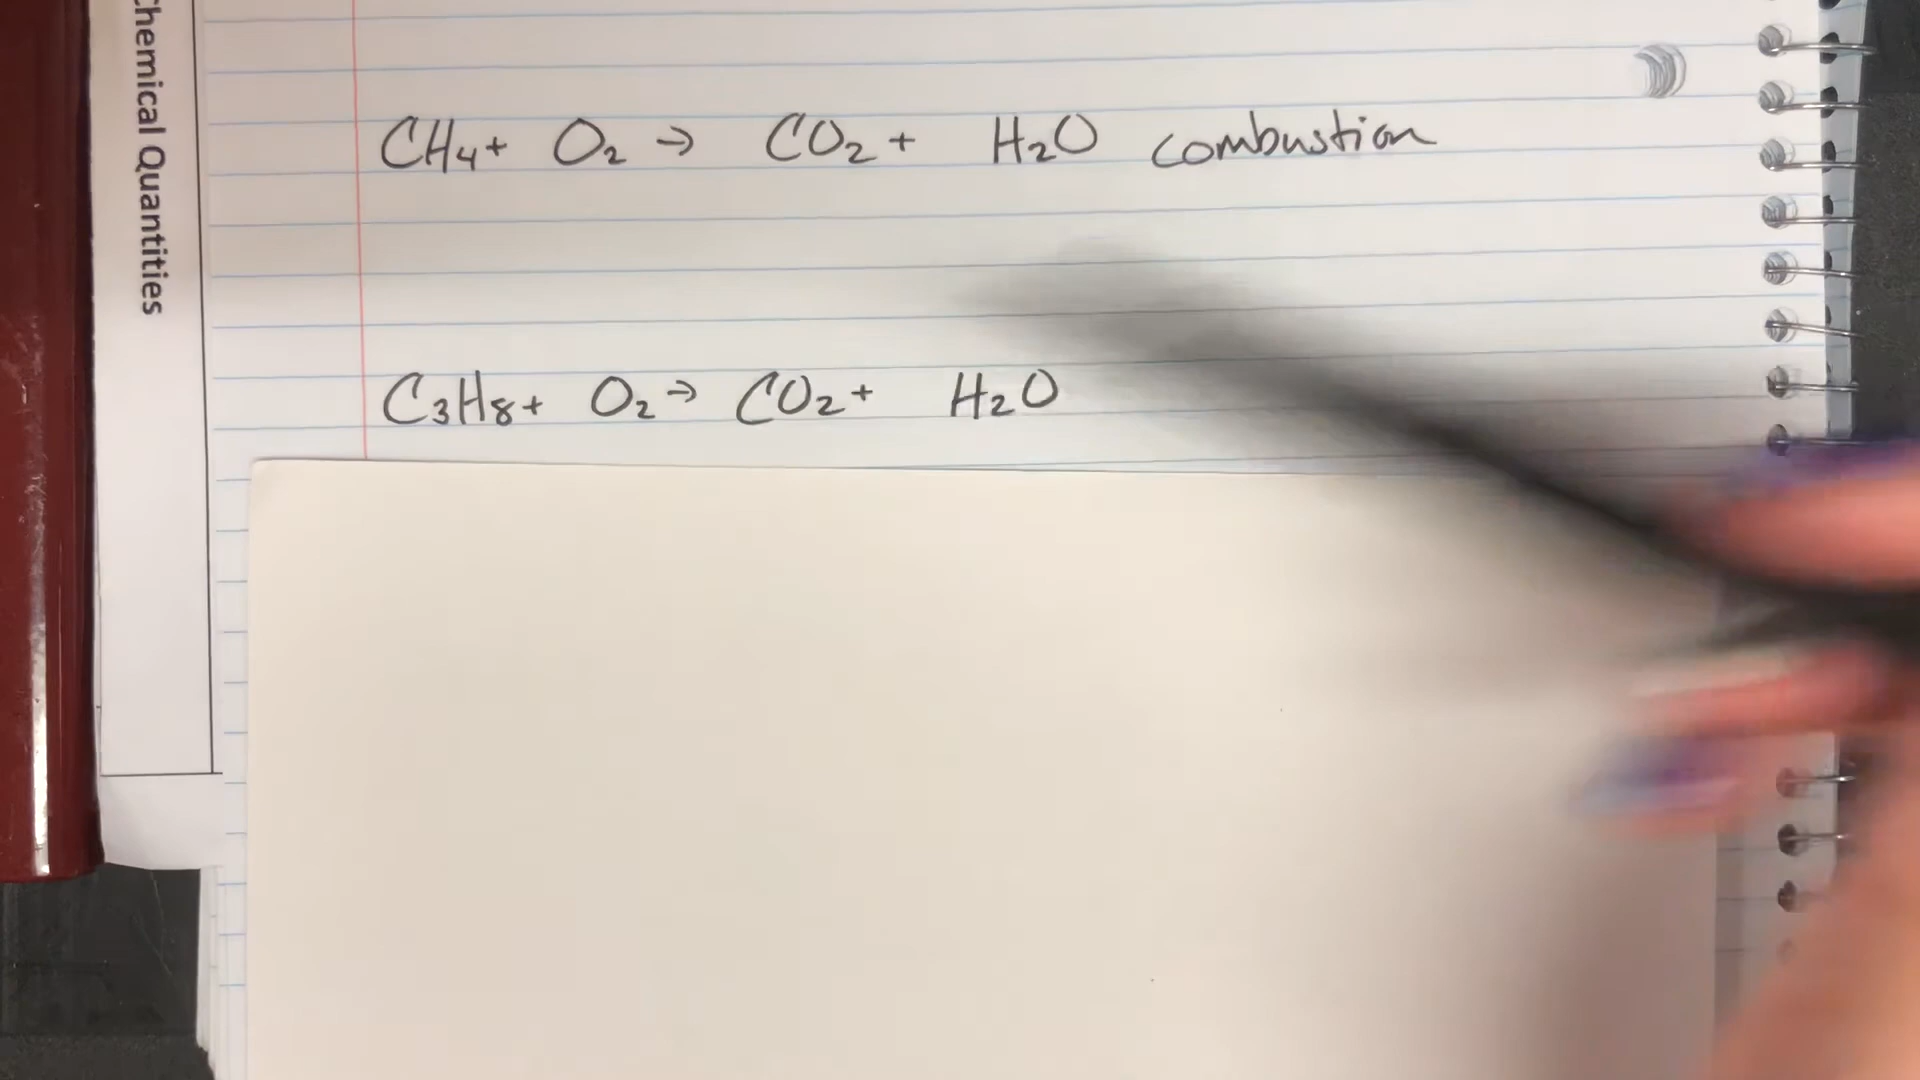 Chemical Quantities
CH₄+ O₂ → CO₂ + H₂O combustion
C₃H₈+ O₂ → CO₂ + H₂O